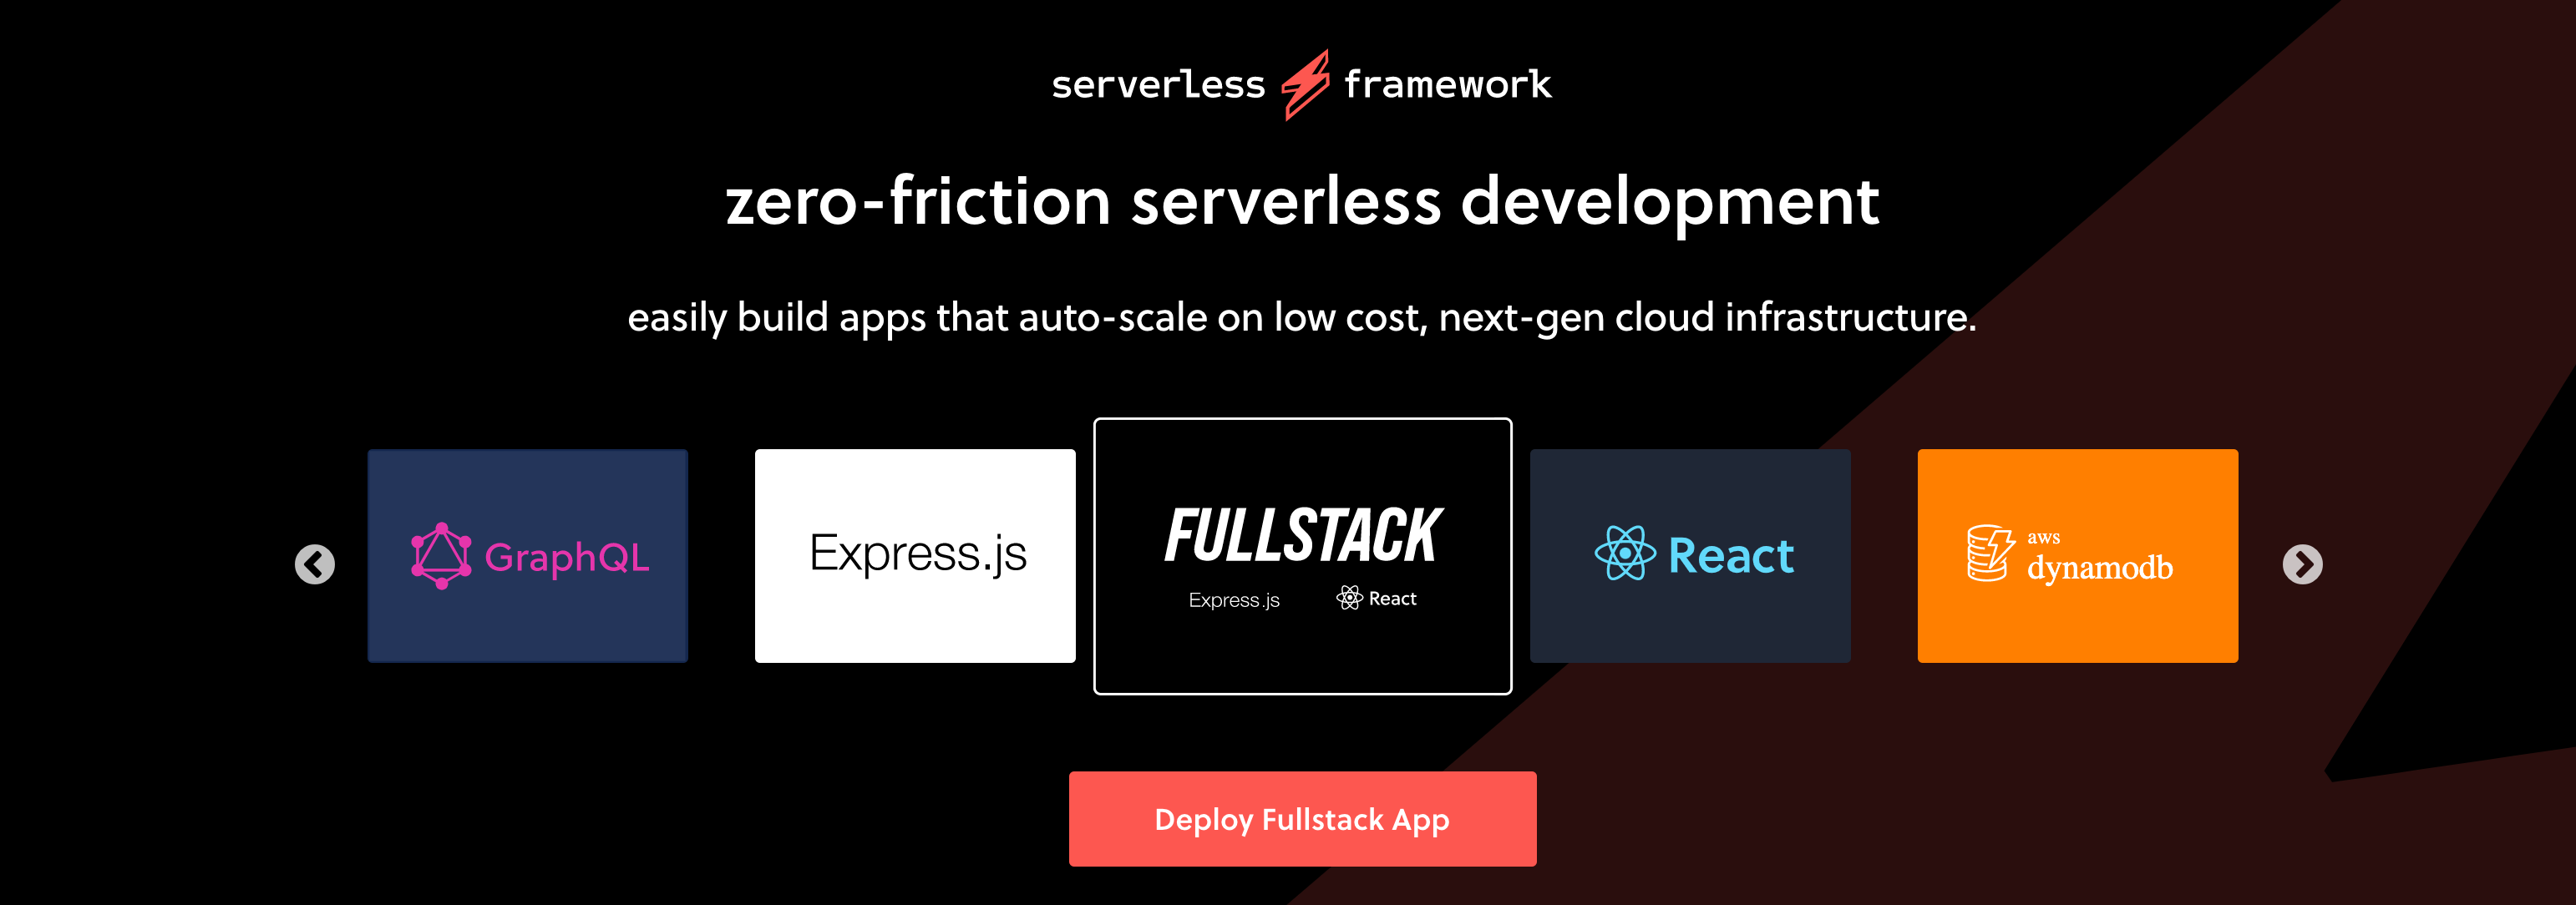 serverless framework
zero-friction serverless development
easily build apps that auto-scale on low cost, next-gen cloud infrastructure.
GraphQL
Express.js
FULLSTACK
Express.js React
React
aws
dynamodb
Deploy Fullstack App